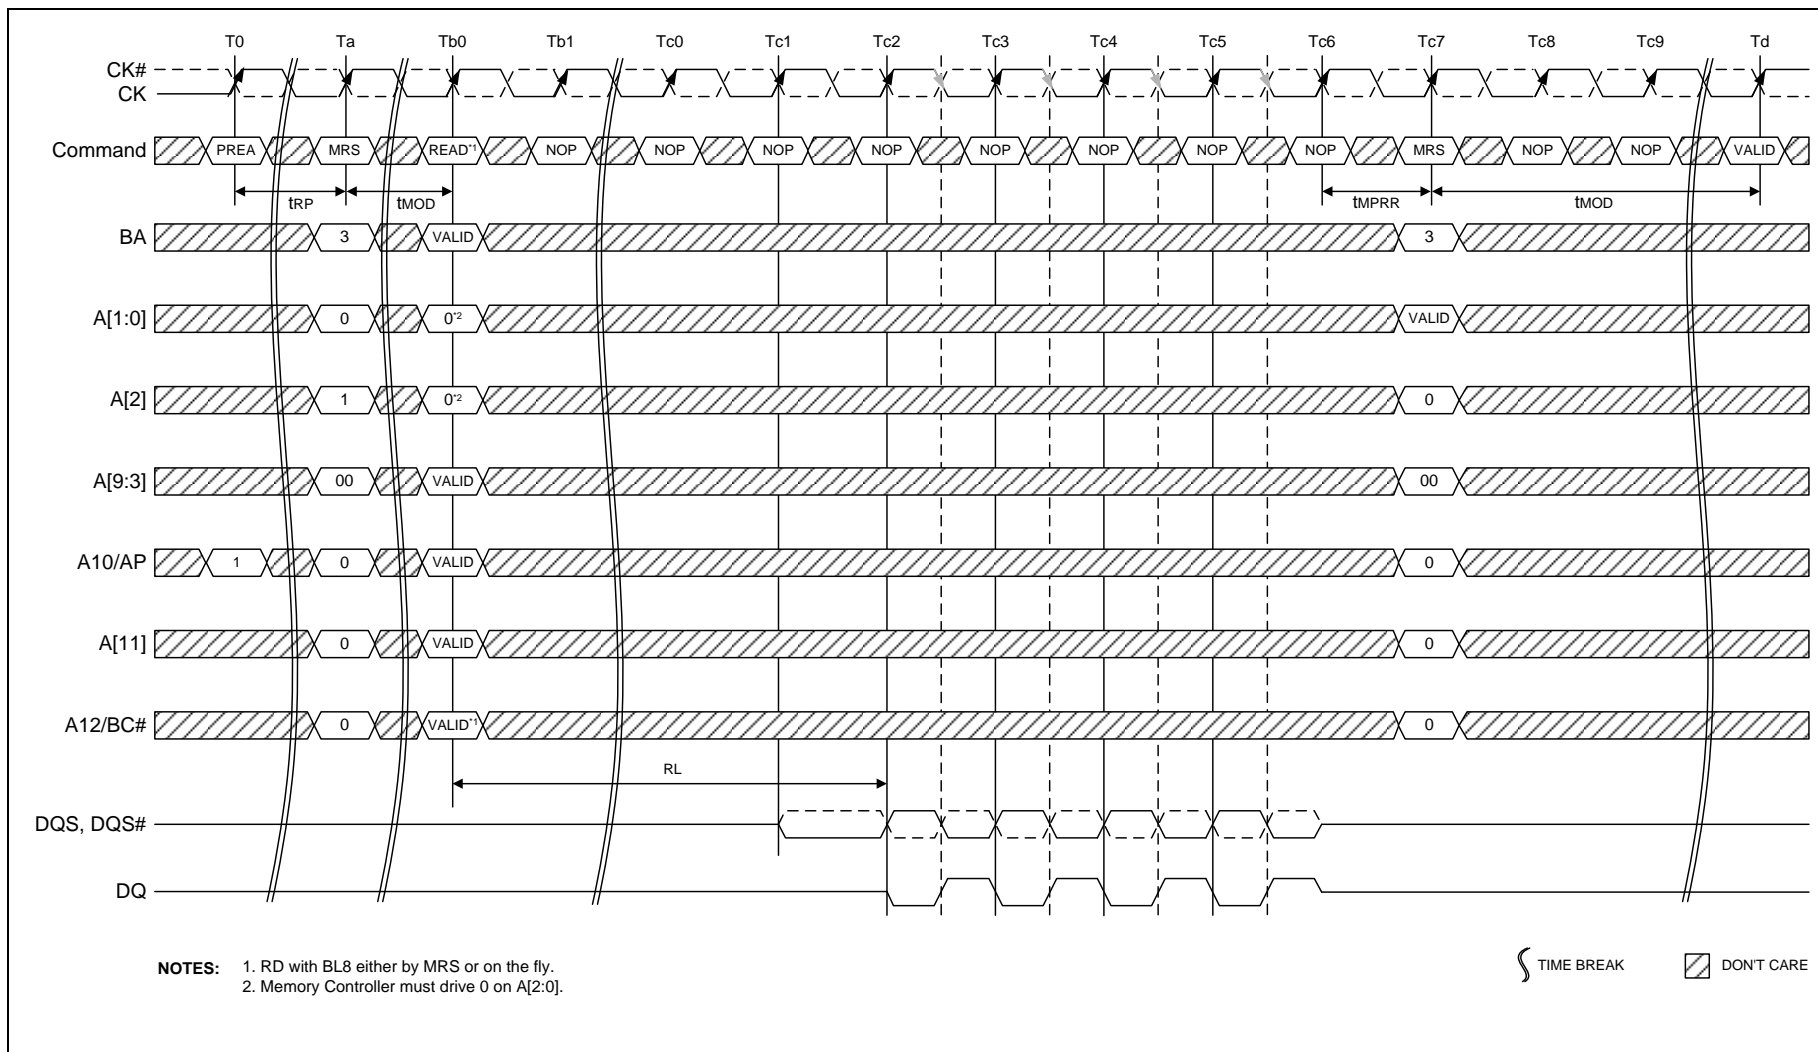 T0 Ta Tb0 Tb1 Tc0 Tc1 Tc2 Tc3 Tc4 Tc5 Tc6 Tc7 Tc8 Tc9 Td
CK#
CK
Command PREA MRS READ*1 NOP NOP NOP NOP NOP NOP NOP NOP MRS NOP NOP VALID
tRP tMOD tMPRR tMOD
BA 3 VALID 3
A[1:0] 0 0*2 VALID
A[2] 1 0*2 0
A[9:3] 00 VALID 00
A10/AP 1 0 VALID 0
A[11] 0 VALID 0
A12/BC# 0 VALID*1 0
RL
DQS, DQS#
DQ
NOTES: 1. RD with BL8 either by MRS or on the fly.
2. Memory Controller must drive 0 on A[2:0].
TIME BREAK DON'T CARE